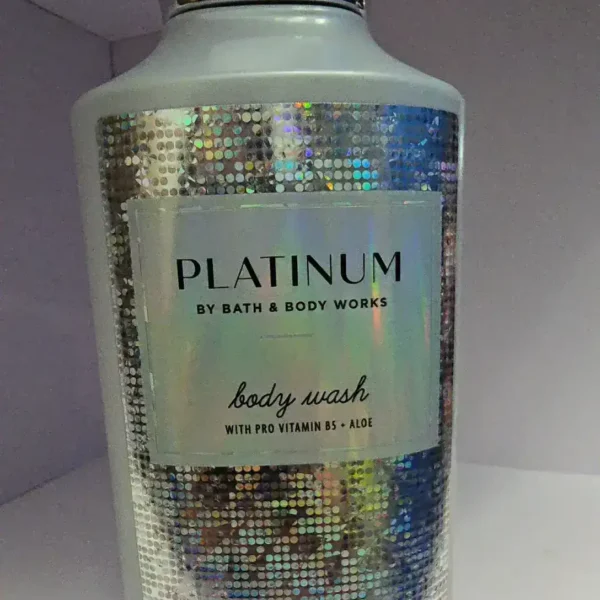 PLATINUM
BY BATH & BODY WORKS
body wash
WITH PRO VITAMIN B5 • ALOE